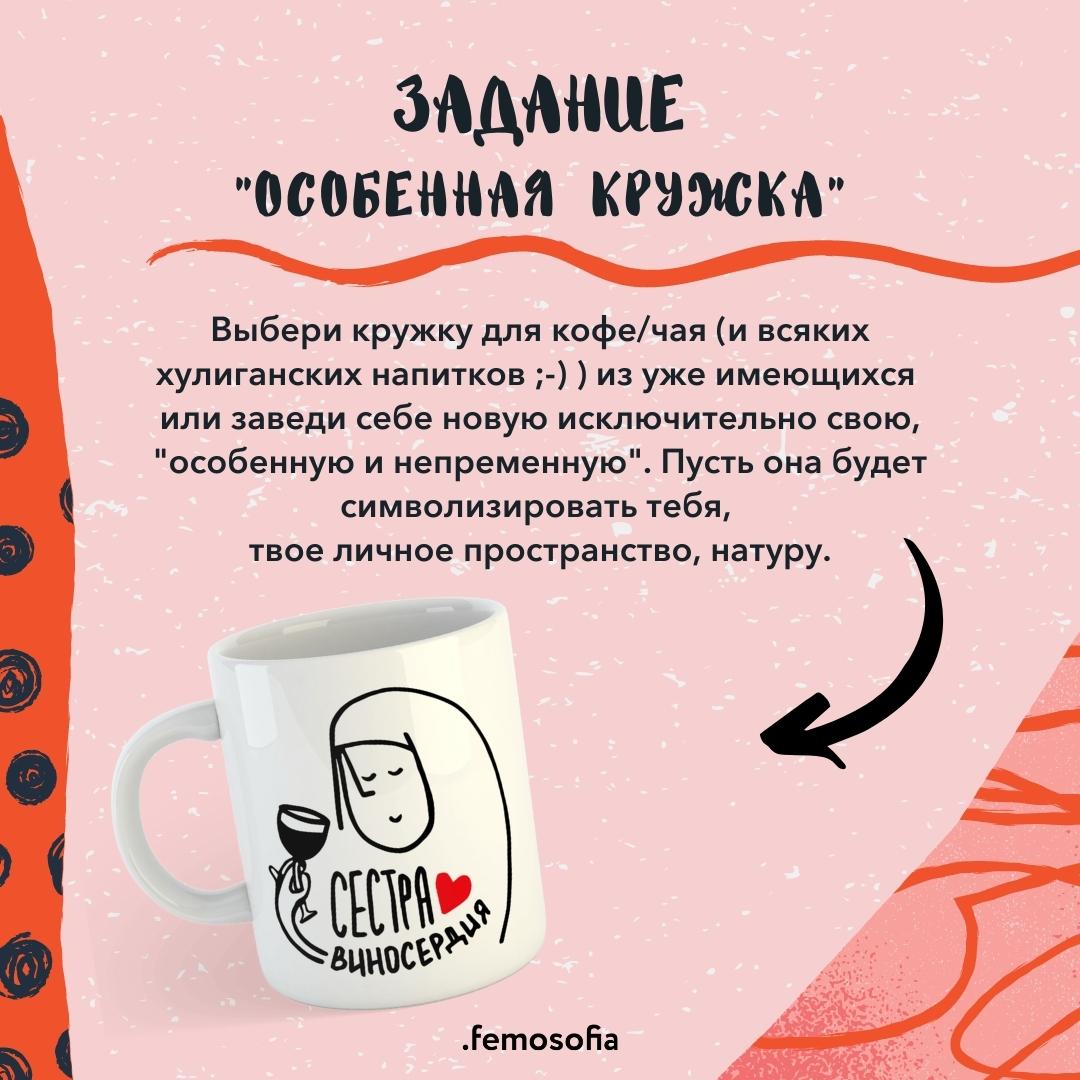 ЗАДАНИЕ
"ОСОБЕННАЯ КРУЖСКА"
Выбери кружку для кофе/чая (и всяких
хулиганских напитков ;-) ) из уже имеющихся
или заведи себе новую исключительно свою,
"особенную и непременную". Пусть она будет
символизировать тебя,
твое личное пространство, натуру.
СЕСТРА
ВИНОСЕРДИЯ
.femosofia